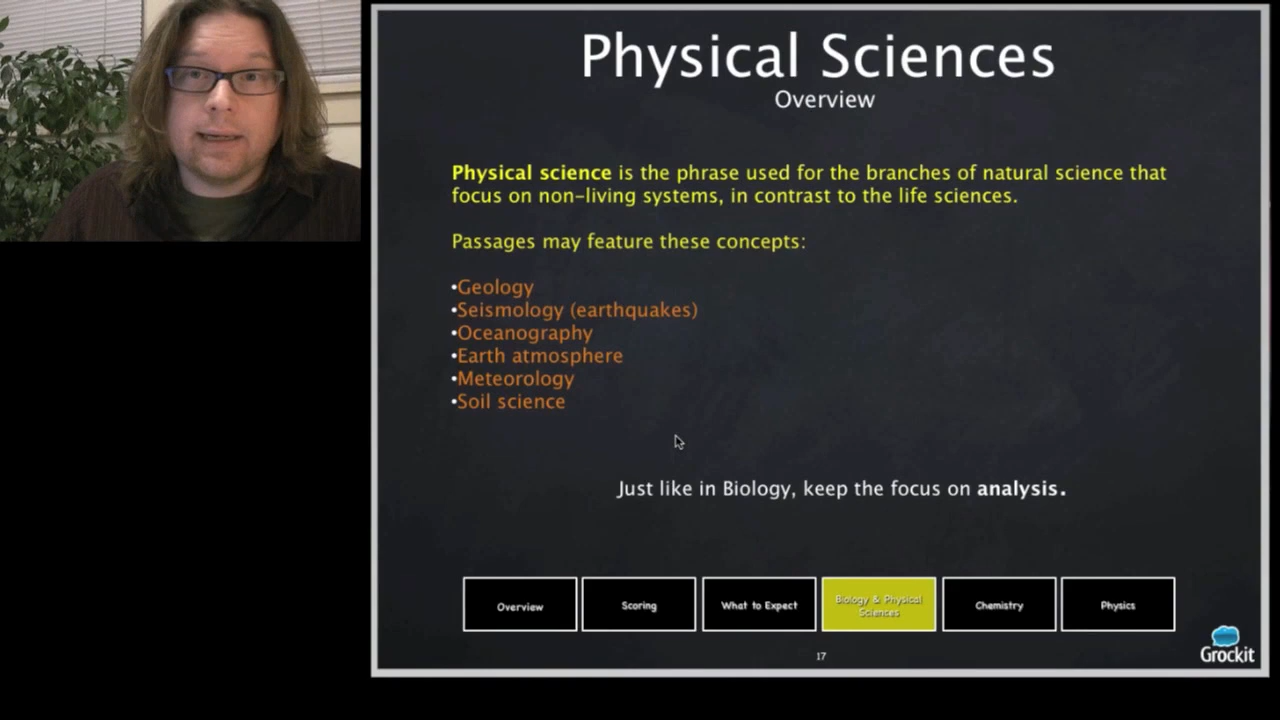 Physical Sciences
Overview
Physical science is the phrase used for the branches of natural science that
focus on non-living systems, in contrast to the life sciences.
Passages may feature these concepts:
•Geology
•Seismology (earthquakes)
•Oceanography
•Earth atmosphere
•Meteorology
•Soil science
Just like in Biology, keep the focus on analysis.
Overview
Scoring
What to Expect
Biology & Physical
Sciences
Chemistry
Physics
17
Grockit